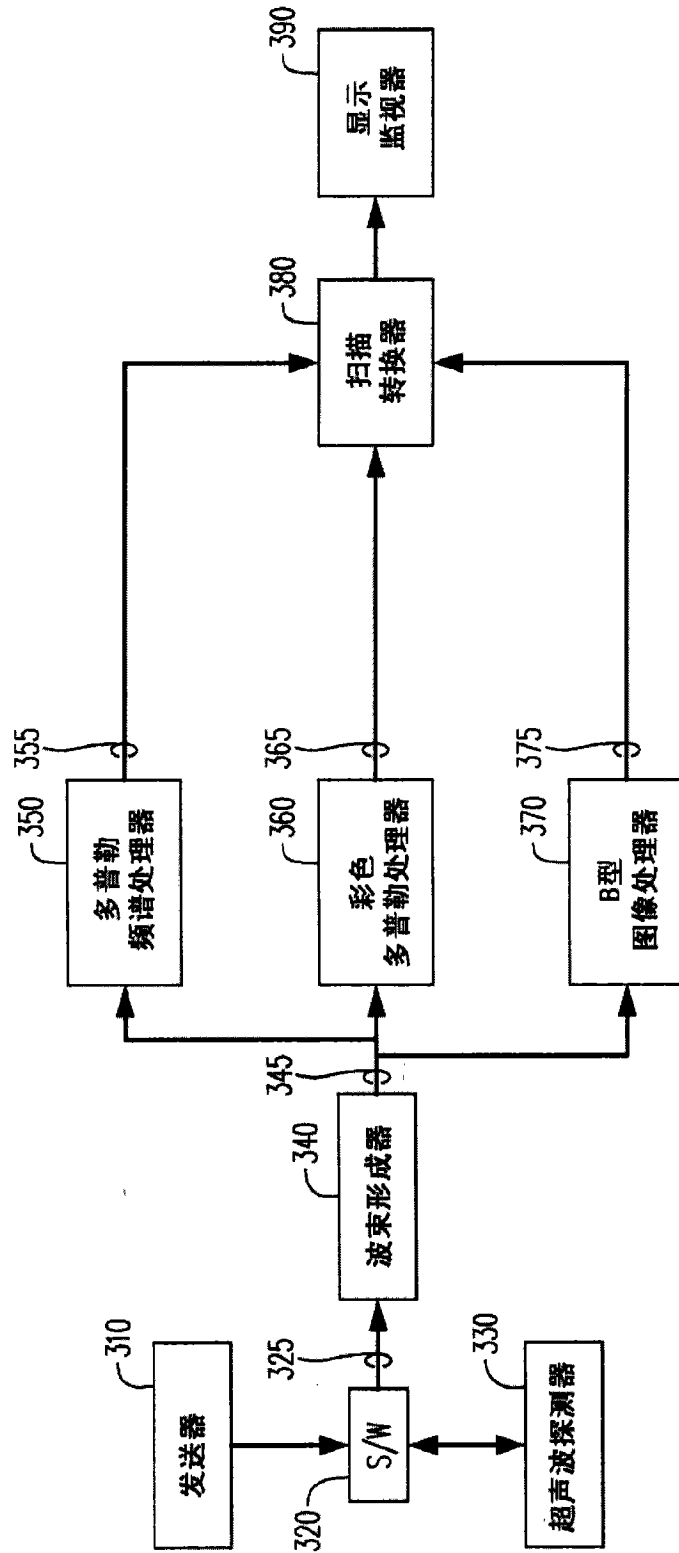 310
发送器
320
S/W
325
330
超声波探测器
340
波束形成器
345
350
多普勒
频谱处理器
355
360
彩色
多普勒处理器
365
370
B型
图像处理器
375
380
扫描
转换器
390
显示
监视器